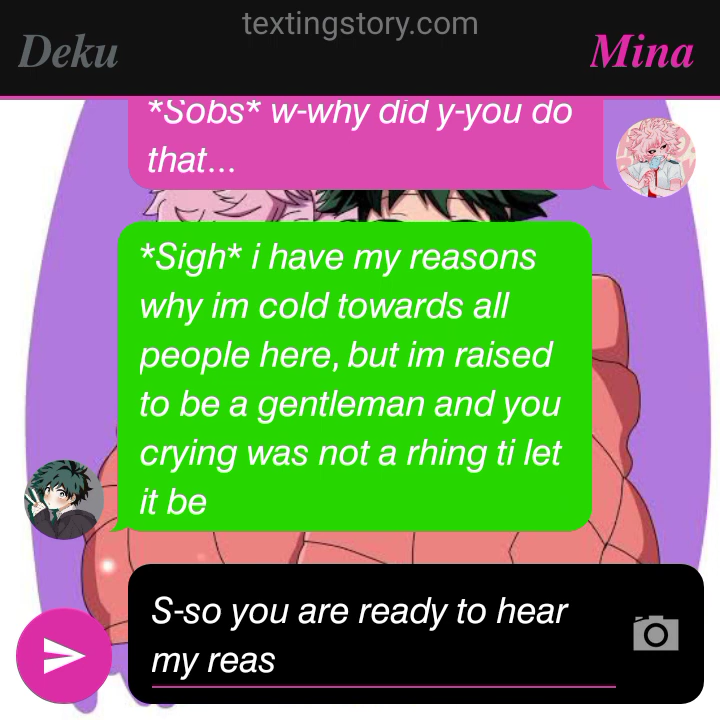 textingstory.com
Deku
Mina
*Sobs* w-why did y-you do
that...
*Sigh* i have my reasons
why im cold towards all
people here, but im raised
to be a gentleman and you
crying was not a rhing ti let
it be
S-so you are ready to hear
my reas